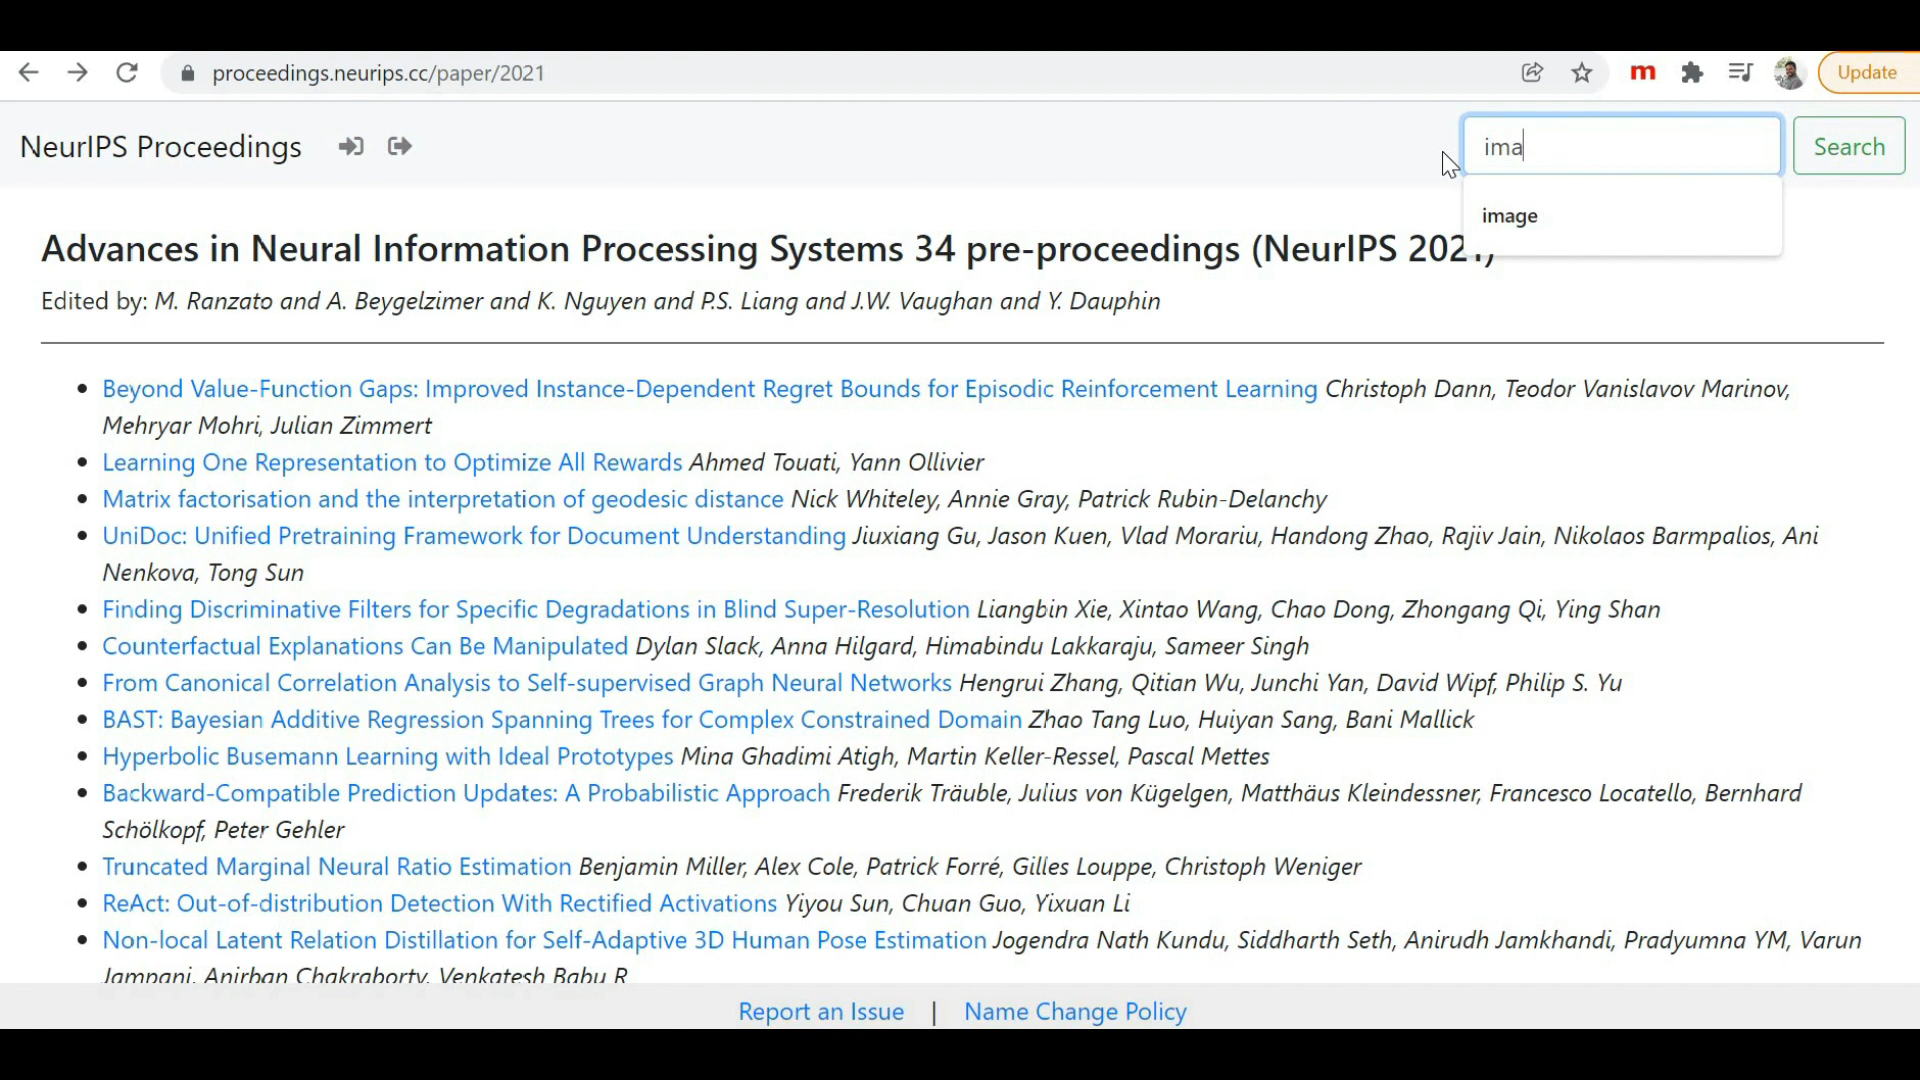 proceedings.neurips.cc/paper/2021
m
Update
NeurIPS Proceedings
ima
Search
image
Advances in Neural Information Processing Systems 34 pre-proceedings (NeurIPS 2021)
Edited by: M. Ranzato and A. Beygelzimer and K. Nguyen and P.S. Liang and J.W. Vaughan and Y. Dauphin
Beyond Value-Function Gaps: Improved Instance-Dependent Regret Bounds for Episodic Reinforcement Learning Christoph Dann, Teodor Vanislavov Marinov,
Mehryar Mohri, Julian Zimmert
Learning One Representation to Optimize All Rewards Ahmed Touati, Yann Ollivier
Matrix factorisation and the interpretation of geodesic distance Nick Whiteley, Annie Gray, Patrick Rubin-Delanchy
UniDoc: Unified Pretraining Framework for Document Understanding Jiuxiang Gu, Jason Kuen, Vlad Morariu, Handong Zhao, Rajiv Jain, Nikolaos Barmpalios, Ani
Nenkova, Tong Sun
Finding Discriminative Filters for Specific Degradations in Blind Super-Resolution Liangbin Xie, Xintao Wang, Chao Dong, Zhongang Qi, Ying Shan
Counterfactual Explanations Can Be Manipulated Dylan Slack, Anna Hilgard, Himabindu Lakkaraju, Sameer Singh
From Canonical Correlation Analysis to Self-supervised Graph Neural Networks Hengrui Zhang, Qitian Wu, Junchi Yan, David Wipf, Philip S. Yu
BAST: Bayesian Additive Regression Spanning Trees for Complex Constrained Domain Zhao Tang Luo, Huiyan Sang, Bani Mallick
Hyperbolic Busemann Learning with Ideal Prototypes Mina Ghadimi Atigh, Martin Keller-Ressel, Pascal Mettes
Backward-Compatible Prediction Updates: A Probabilistic Approach Frederik Träuble, Julius von Kügelgen, Matthäus Kleindessner, Francesco Locatello, Bernhard
Schölkopf, Peter Gehler
Truncated Marginal Neural Ratio Estimation Benjamin Miller, Alex Cole, Patrick Forré, Gilles Louppe, Christoph Weniger
ReAct: Out-of-distribution Detection With Rectified Activations Yiyou Sun, Chuan Guo, Yixuan Li
Non-local Latent Relation Distillation for Self-Adaptive 3D Human Pose Estimation Jogendra Nath Kundu, Siddharth Seth, Anirudh Jamkhandi, Pradyumna YM, Varun
Jampani, Anirban Chakraborty, Venkatesh Babu R
Report an Issue | Name Change Policy